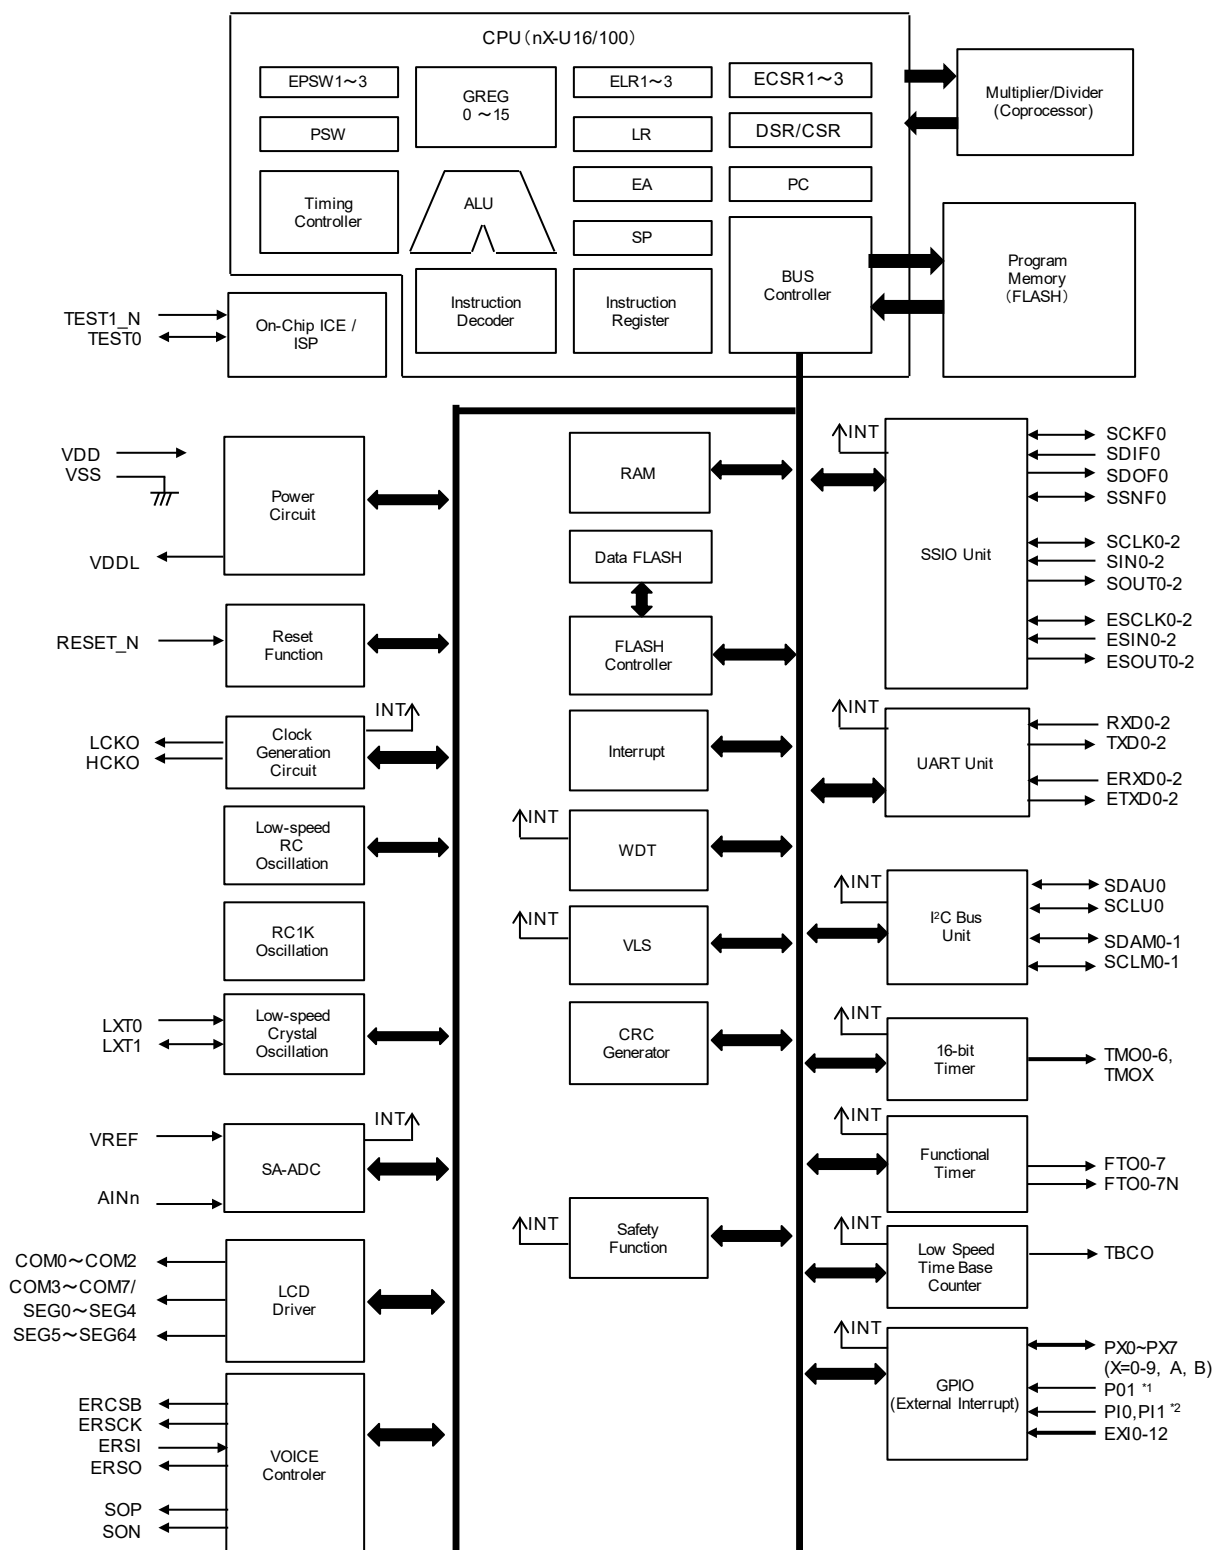 CPU（nX-U16/100）
EPSW1～3
GREG
0 ～15
ELR1～3
ECSR1～3
Multiplier/Divider
(Coprocessor)
PSW
LR
DSR/CSR
Timing
Controller
ALU
EA
PC
SP
BUS
Controller
Program
Memory
（FLASH）
Instruction
Decoder
Instruction
Register
TEST1_N
TEST0
On-Chip ICE /
ISP
VDD
VSS
VDDL
Power
Circuit
RESET_N
Reset
Function
LCKO
HCKO
Clock
Generation
Circuit
INT
Low-speed
RC
Oscillation
RC1K
Oscillation
LXT0
LXT1
Low-speed
Crystal
Oscillation
VREF
AINn
SA-ADC
INT
COM0～COM2
COM3～COM7/
SEG0～SEG4
SEG5～SEG64
LCD
Driver
ERCSB
ERSCK
ERSI
ERSO
SOP
SON
VOICE
Controler
RAM
Data FLASH
FLASH
Controller
Interrupt
INT
WDT
INT
VLS
CRC
Generator
INT
Safety
Function
INT
SSIO Unit
SCKF0
SDIF0
SDOF0
SSNF0
SCLK0-2
SIN0-2
SOUT0-2
ESCLK0-2
ESIN0-2
ESOUT0-2
INT
UART Unit
RXD0-2
TXD0-2
ERXD0-2
ETXD0-2
INT
I²C Bus
Unit
SDAU0
SCLU0
SDAM0-1
SCLM0-1
INT
16-bit
Timer
TMO0-6,
TMOX
INT
Functional
Timer
FTO0-7
FTO0-7N
INT
Low Speed
Time Base
Counter
TBCO
INT
GPIO
(External Interrupt)
PX0~PX7
(X=0-9, A, B)
P01 *1
PI0,PI1 *2
EXI0-12